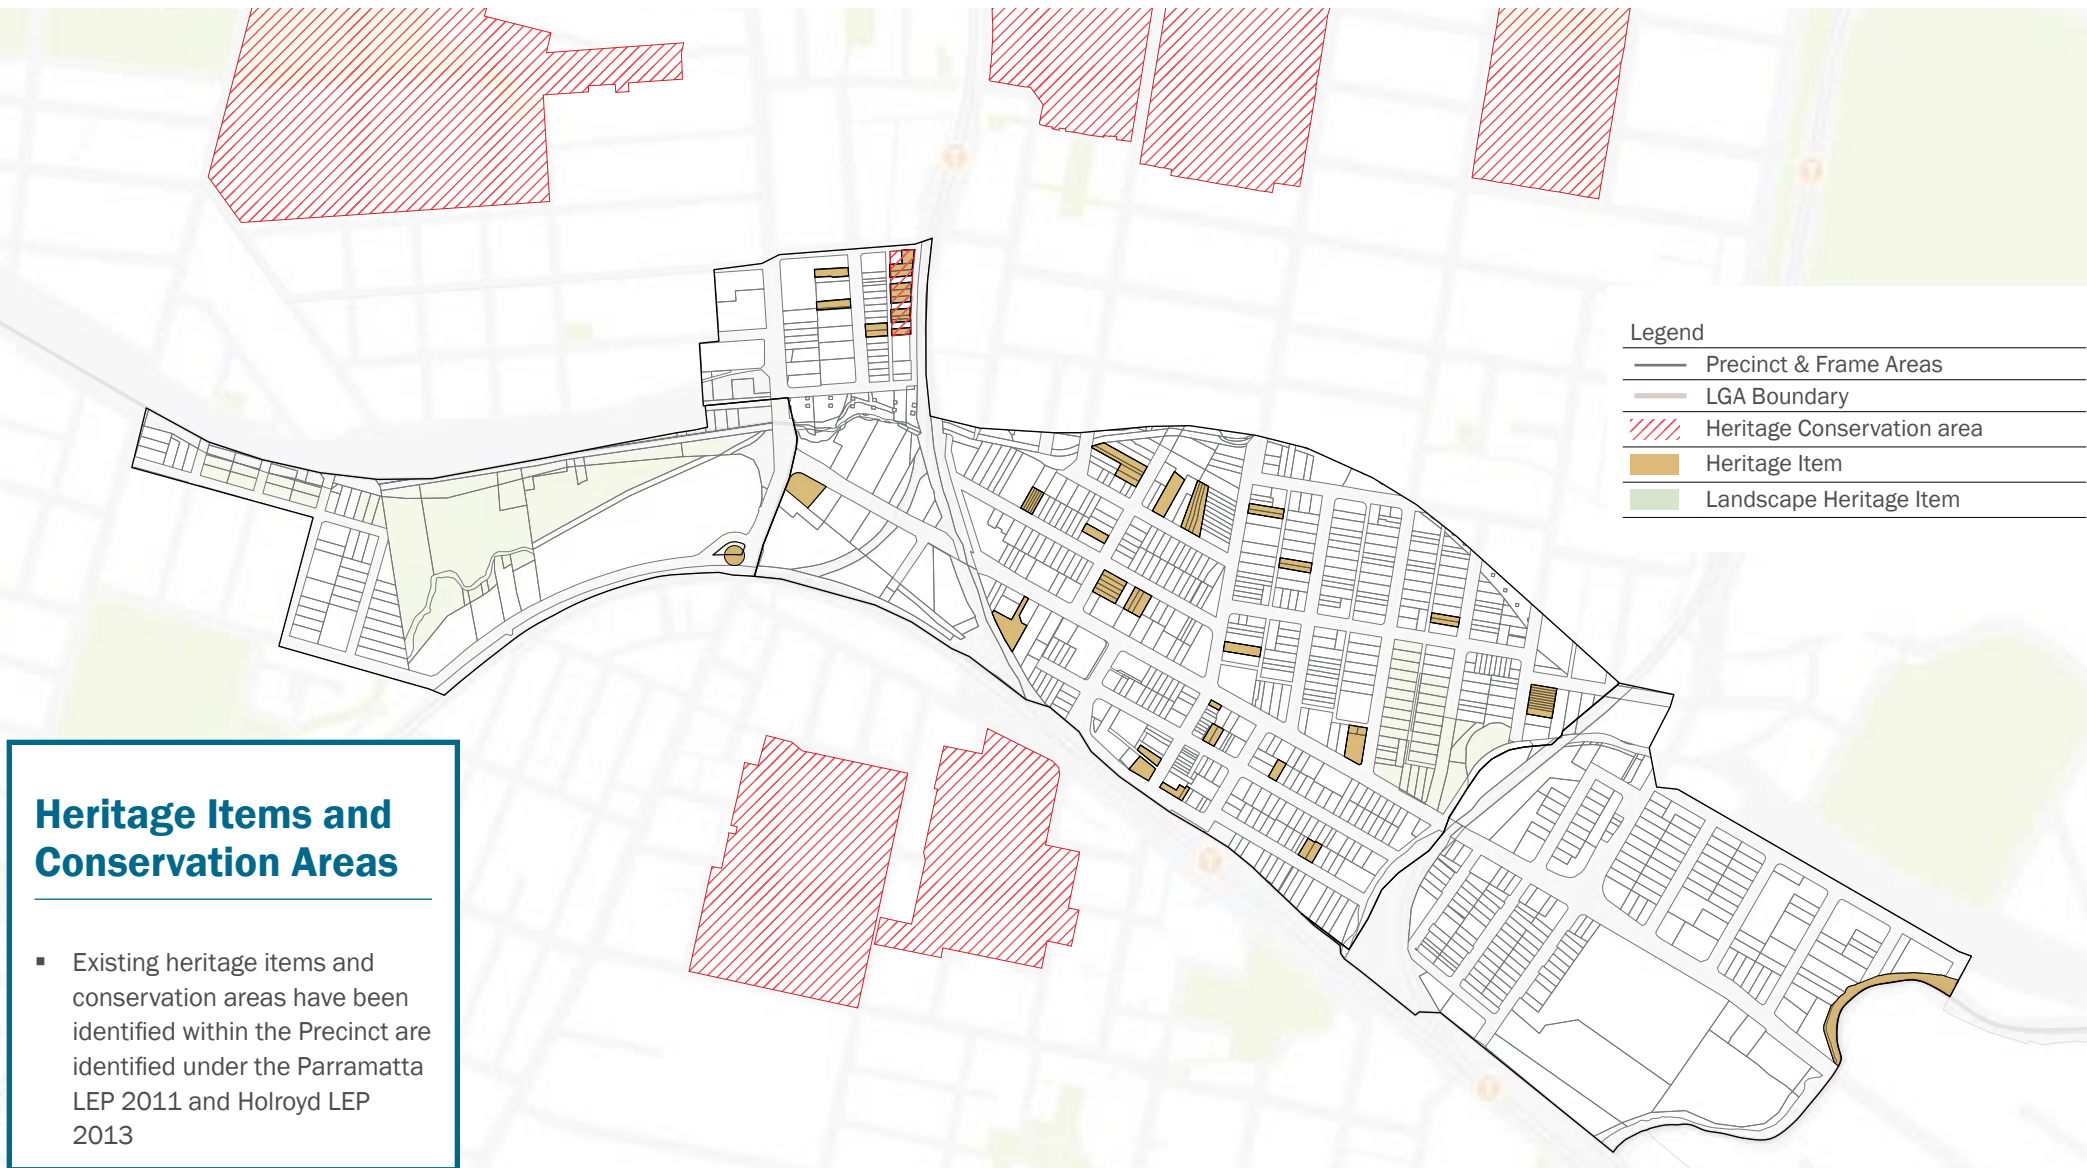 Legend
Precinct & Frame Areas
LGA Boundary
Heritage Conservation area
Heritage Item
Landscape Heritage Item
Heritage Items and
Conservation Areas
▪ Existing heritage items and
conservation areas have been
identified within the Precinct are
identified under the Parramatta
LEP 2011 and Holroyd LEP
2013
T
T
T
T